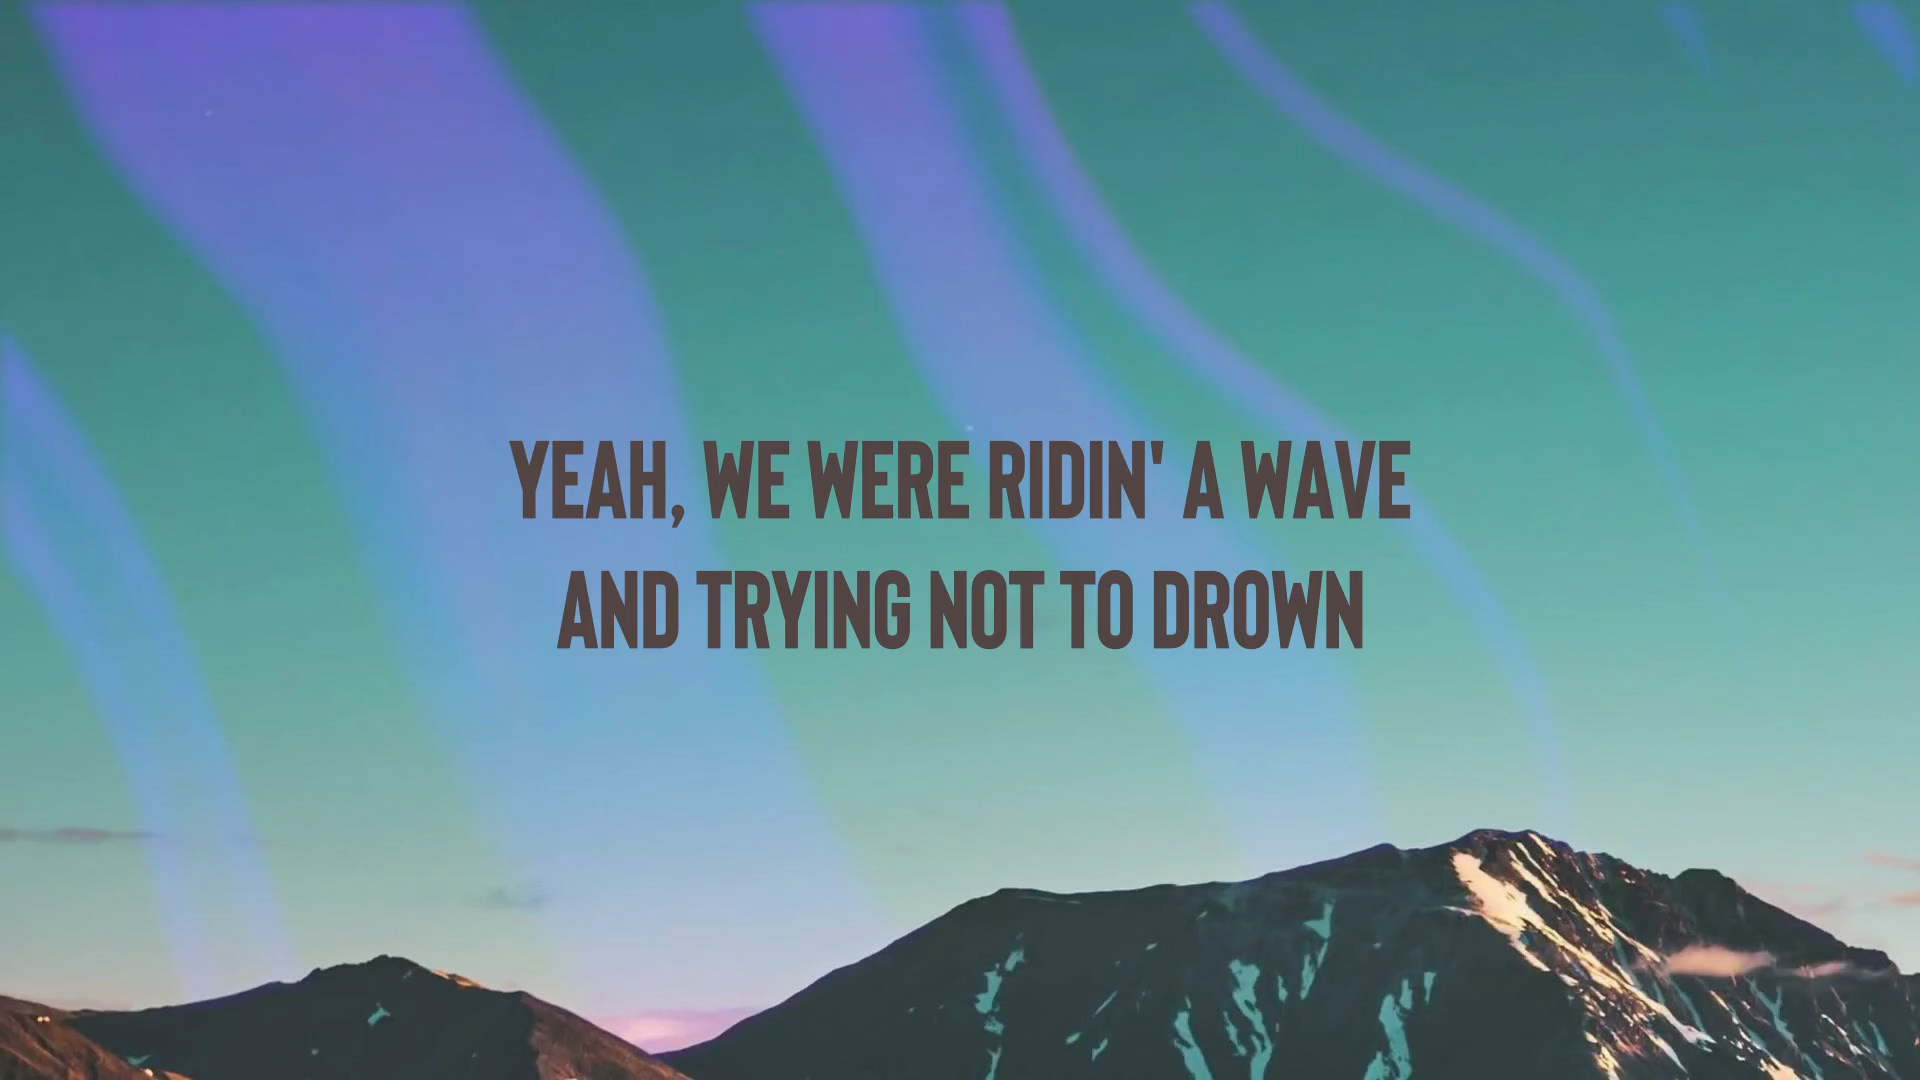 YEAH, WE WERE RIDIN' A WAVE
AND TRYING NOT TO DROWN